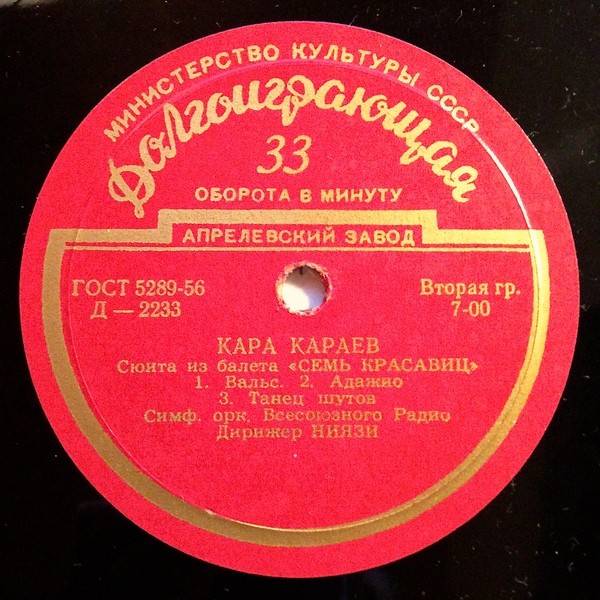 МИНИСТЕРСТВО КУЛЬТУРЫ СССР
Долгоиграющая
33
ОБОРОТА В МИНУТУ
АПРЕЛЕВСКИЙ ЗАВОД
ГОСТ 5289-56
Д — 2233
Вторая гр.
7-00
КАРА КАРАЕВ
Сюита из балета «СЕМЬ КРАСАВИЦ»
1. Вальс. 2. Адажио
3. Танец шутов
Симф. орк. Всесоюзного Радио
Дирижер НИЯЗИ